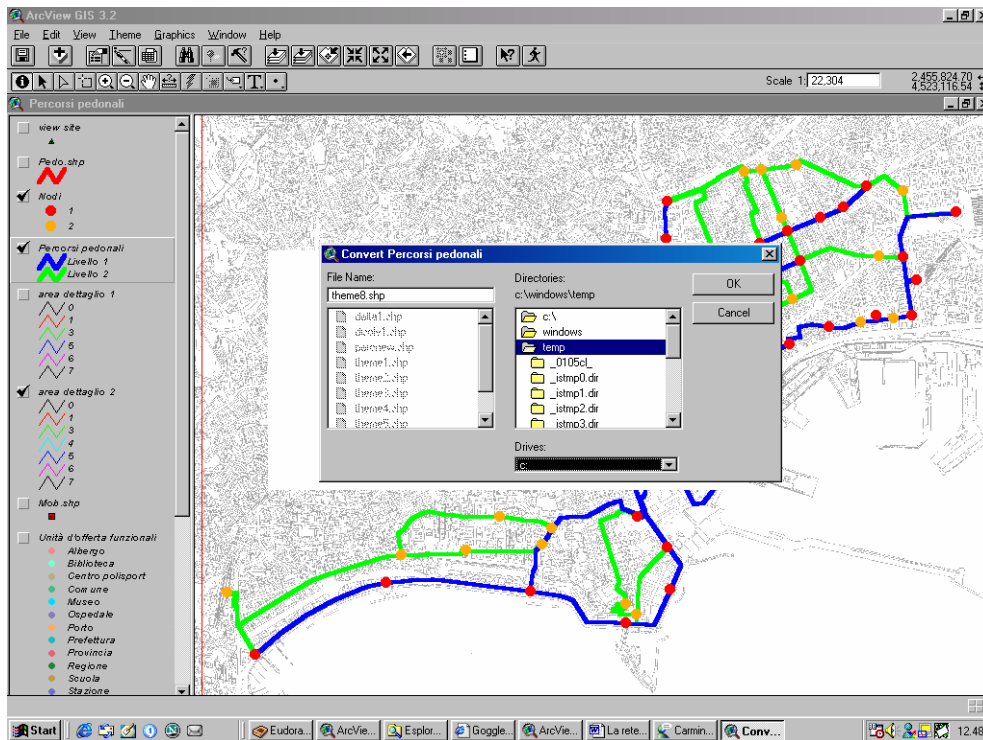 ArcView GIS 3.2
File Edit View Theme Graphics Window Help
Scale 1: 22,304
2,455,824.70
4,523,116.54
Percorsi pedonali
view site
Pedo.shp
Nodi
1
2
Percorsi pedonali
Livello 1
Livello 2
area dettaglio 1
0
1
3
5
6
7
area dettaglio 2
0
1
3
4
5
6
7
Mob.shp
Unità d'offerta funzionali
Albergo
Biblioteca
Centro polisport
Comune
Museo
Ospedale
Porto
Prefettura
Provincia
Regione
Scuola
Stazione
Convert Percorsi pedonali
File Name:
theme8.shp
theme1.shp
theme2.shp
theme3.shp
theme4.shp
theme5.shp
Directories:
c:\windows\temp
c:\
windows
temp
_0105cl_
_istmp0.dir
_istmp1.dir
_istmp2.dir
_istmp3.dir
Drives:
c:
OK
Cancel
Start Eudora... ArcVie... Esplor... Goggle... ArcVie... La rete... Carmin... Conv... 12.48